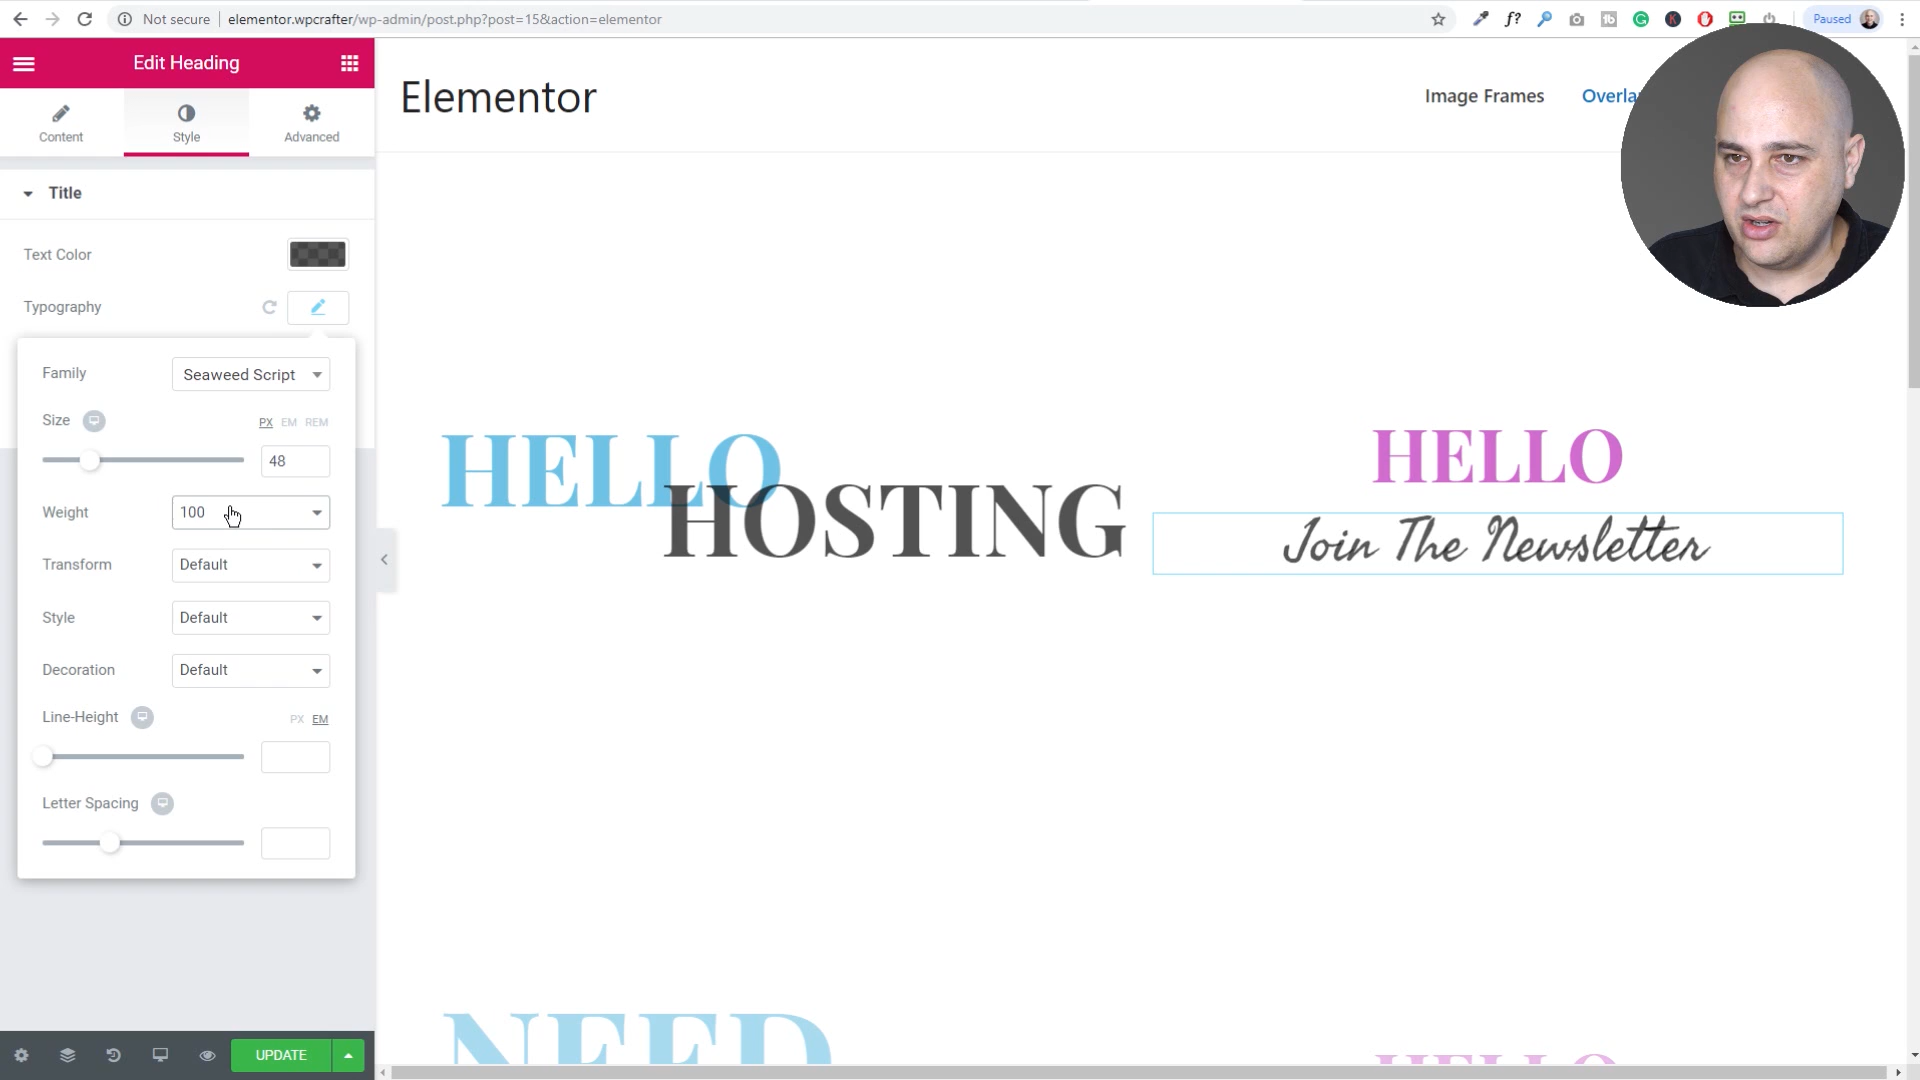 Not secure
elementor.wpcrafter/wp-admin/post.php?post=15&action=elementor
f?
Paused
Edit Heading
Content
Style
Advanced
Title
Text Color
Typography
Family
Seaweed Script
Size
PX EM REM
48
Weight
100
Transform
Default
Style
Default
Decoration
Default
Line-Height
PX EM
Letter Spacing
UPDATE
Elementor
Image Frames
Overla
HELLO
HOSTING
HELLO
Join The Newsletter
NEED
HELLO